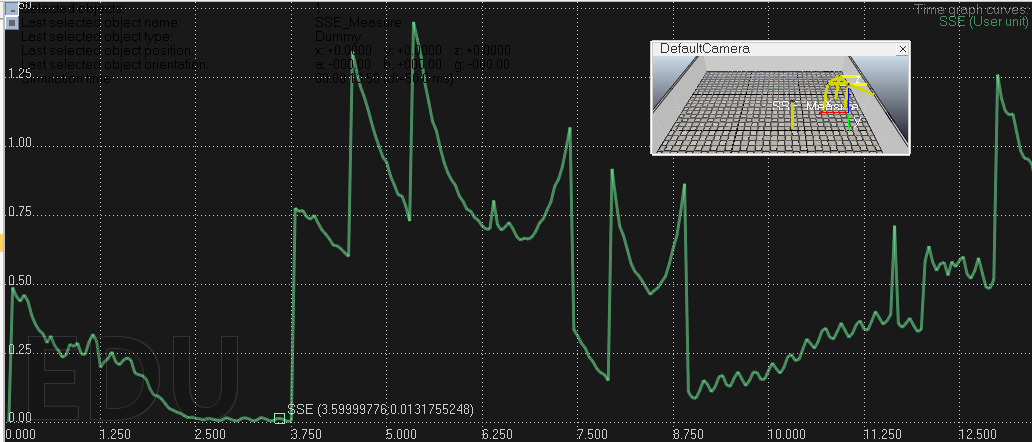 Selected objects: 1
Last selected object name: SSE_Measure
Last selected object type: Dummy
Last selected object position: x: +0.0000 y: +0.0000 z: +0.0000
Last selected object orientation: a: -000.00 b: +000.00 g: -000.00
Simulation time:
Time graph curves:
SSE (User unit)
DefaultCamera
1.25
1.00
0.75
0.50
0.25
0.00
EDU
SSE (3.59999776;0.0131755248)
0.000 1.250 2.500 3.750 5.000 6.250 7.500 8.750 10.000 11.250 12.500